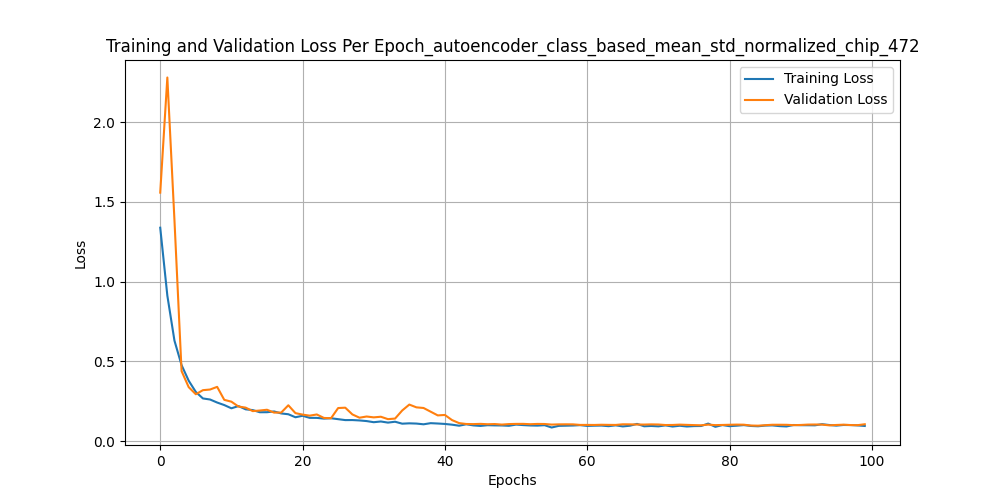 Training and Validation Loss Per Epoch_autoencoder_class_based_mean_std_normalized_chip_472
Training Loss
Validation Loss
2.0
1.5
1.0
0.5
0.0
Loss
0 20 40 60 80 100
Epochs